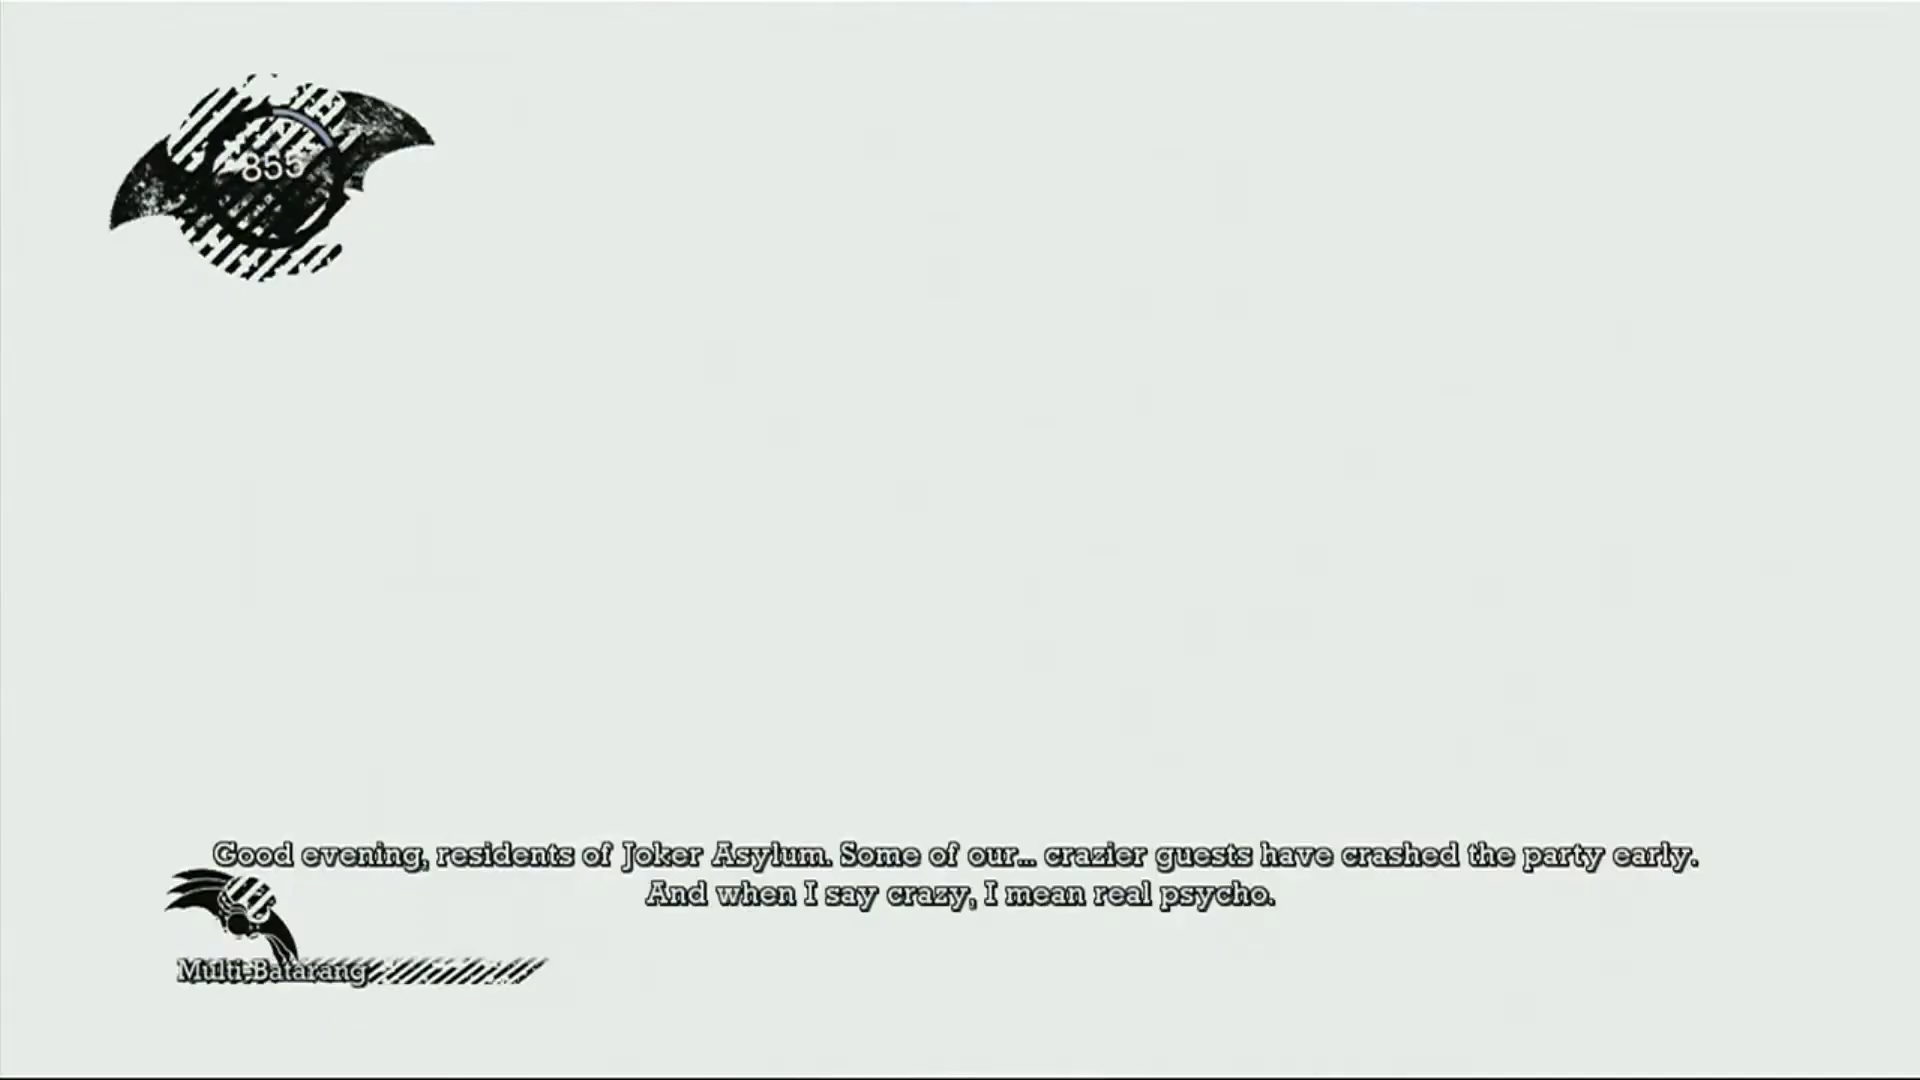 855
Good evening, residents of Joker Asylum. Some of our... crazier guests have crashed the party early.
And when I say crazy, I mean real psycho.
Multi-Batarang